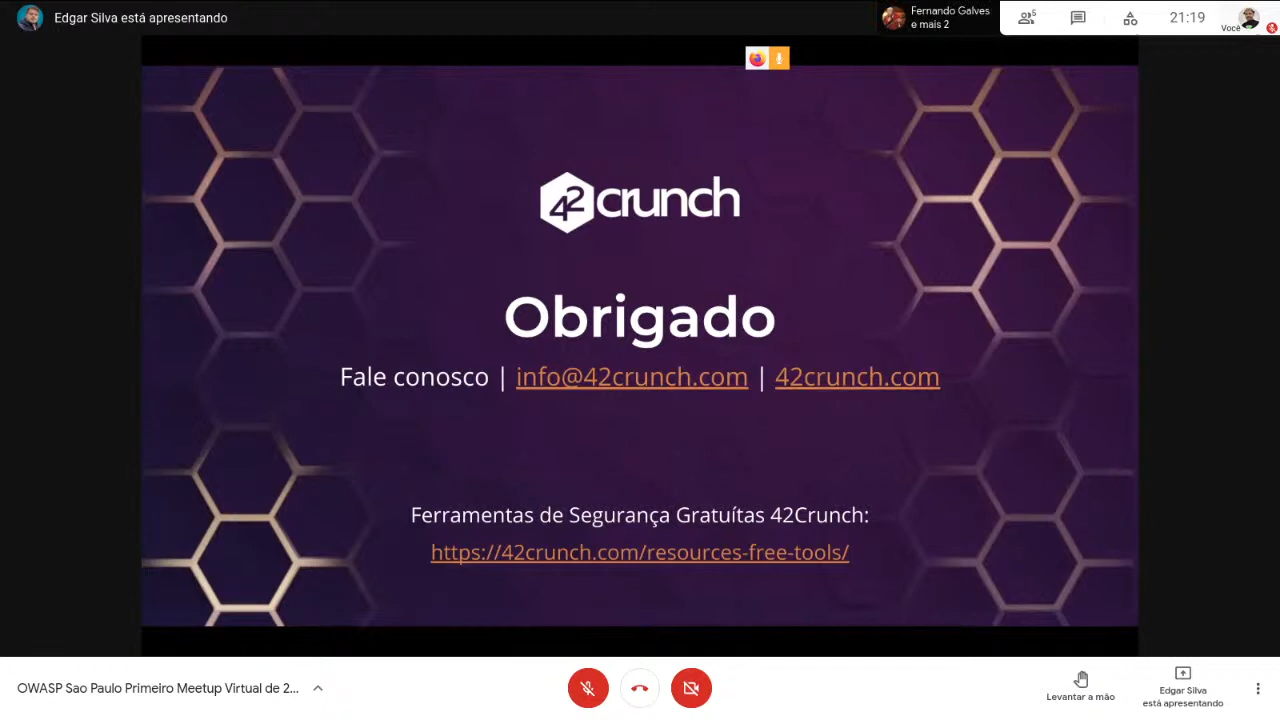 Edgar Silva está apresentando
Fernando Galves
e mais 2
5
21:19
Você
42crunch
Obrigado
Fale conosco | info@42crunch.com | 42crunch.com
Ferramentas de Segurança Gratuítas 42Crunch:
https://42crunch.com/resources-free-tools/
OWASP Sao Paulo Primeiro Meetup Virtual de 2...
Levantar a mão
Edgar Silva
está apresentando